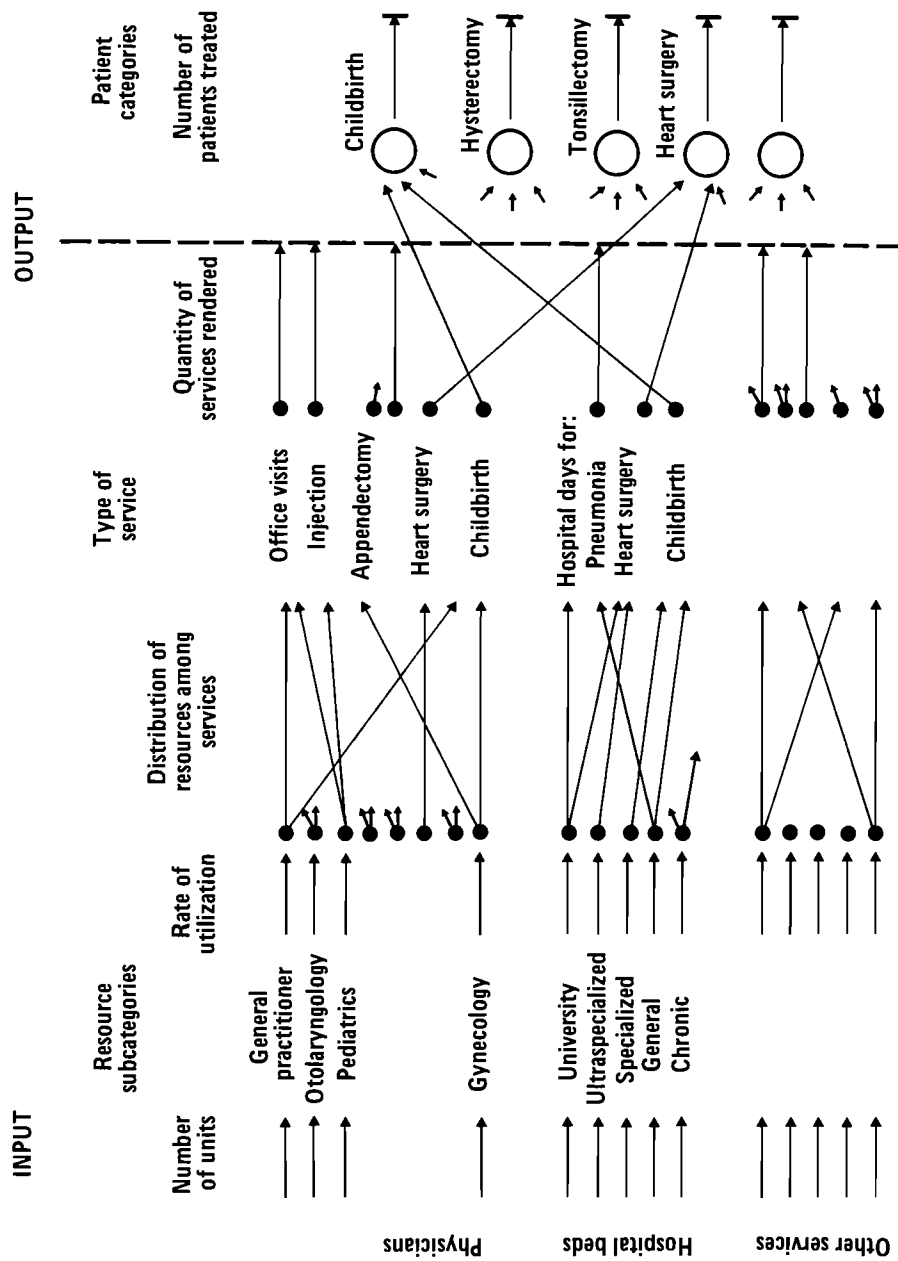 INPUT
OUTPUT
Resource
subcategories
Type of
service
Patient
categories
Number
of units
Rate of
utilization
Distribution of
resources among
services
Quantity of
services rendered
Number of
patients treated
Physicians
General
practitioner
Otolaryngology
Pediatrics
Gynecology
Office visits
Injection
Appendectomy
Heart surgery
Childbirth
Hospital beds
University
Ultraspecialized
Specialized
General
Chronic
Hospital days for:
Pneumonia
Heart surgery
Childbirth
Other services
Childbirth
Hysterectomy
Tonsillectomy
Heart surgery